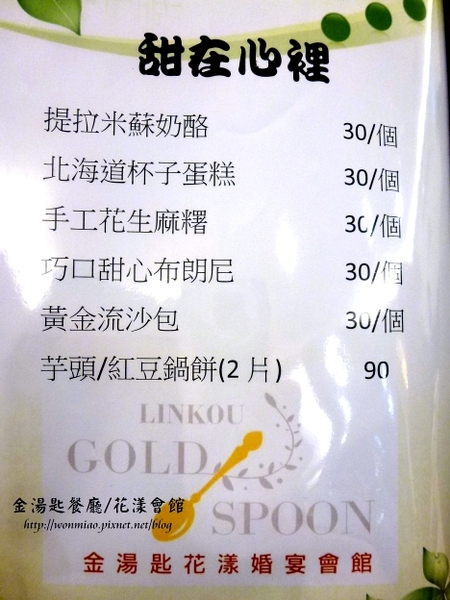 甜在心裡
提拉米蘇奶酪 30/個
北海道杯子蛋糕 30/個
手工花生麻糬 30/個
巧口甜心布朗尼 30/個
黃金流沙包 30/個
芋頭/紅豆鍋餅(2 片) 90
LINKOU
GOLD
SPOON
金湯匙餐廳/花漾會館
http://wonmiao.pixnet.net/blog
金湯匙花漾婚宴會館